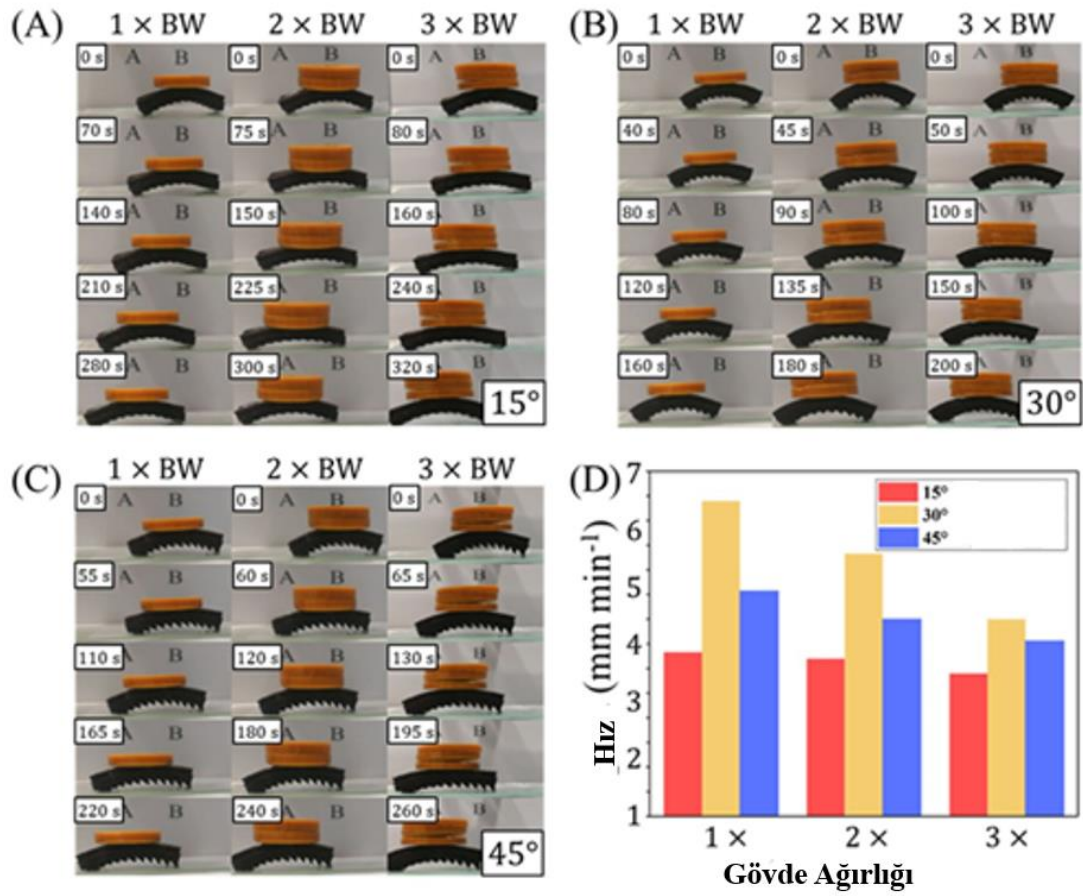 (A) 1 × BW 2 × BW 3 × BW
0 s A B 0 s A B 0 s A B
70 s A B 75 s A B 80 s A B
140 s A B 150 s A B 160 s B
210 s A B 225 s A B 240 s A B
280 s A B 300 s A B 320 s A B
15°
(B) 1 × BW 2 × BW 3 × BW
0 s A B 0 s A B 0 s A B
40 s A B 45 s A B 50 s A B
80 s A B 90 s A B 100 s A B
120 s A B 135 s A B 150 s A B
160 s A B 180 s A B 200 s A B
30°
(C) 1 × BW 2 × BW 3 × BW
0 s A B 0 s A B 0 s A B
55 s A B 60 s A B 65 s A B
110 s A B 120 s A B 130 s B
165 s A B 180 s A B 195 s B
220 s A B 240 s A B 260 s B
45°
(D)
15°
30°
45°
7
6
5
4
3
2
1
Hız (mm min⁻¹)
1 × 2 × 3 ×
Gövde Ağırlığı